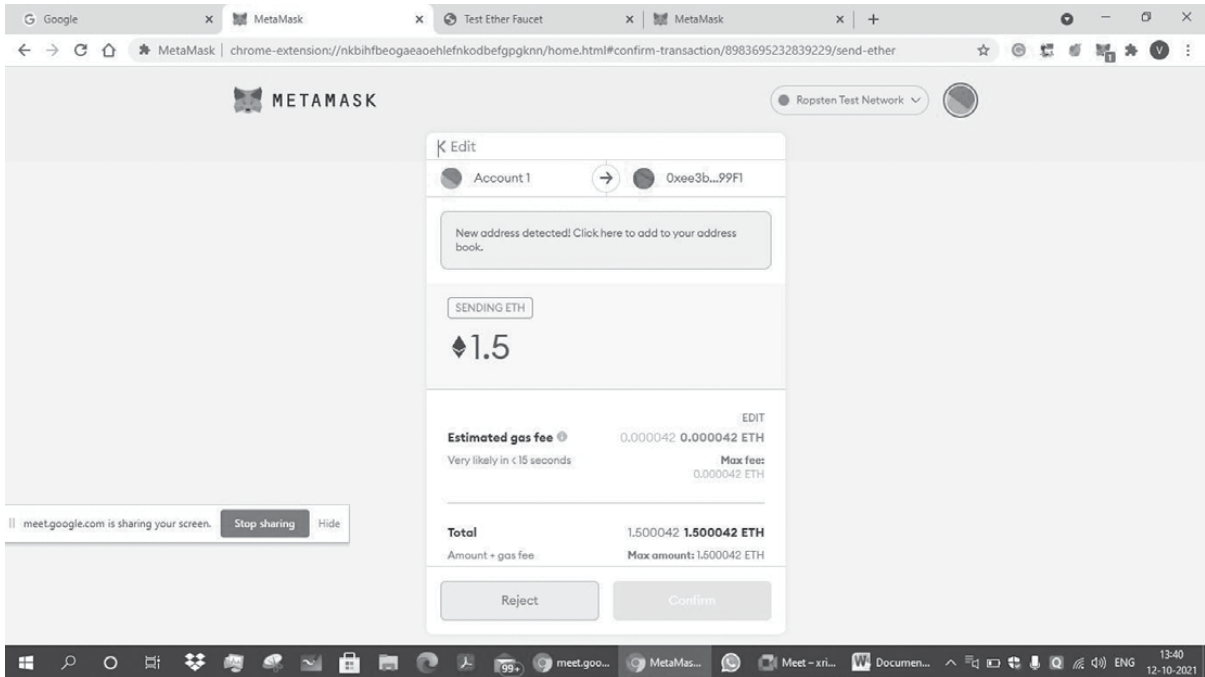 Google
MetaMask
Test Ether Faucet
MetaMask
MetaMask | chrome-extension://nkbihfbeogaeaoehlefnkodbefgpgknn/home.html#confirm-transaction/8983695232839229/send-ether
1
V
METAMASK
Ropsten Test Network
Edit
Account 1
0xee3b...99F1
New address detected! Click here to add to your address
book.
SENDING ETH
1.5
EDIT
Estimated gas fee 0.000042 0.000042 ETH
Very likely in < 15 seconds Max fee:
0.000042 ETH
meet.google.com is sharing your screen. Stop sharing Hide
Total 1.500042 1.500042 ETH
Amount + gas fee Max amount: 1.500042 ETH
Reject Confirm
99+ meet.goo... MetaMas... Meet – xri... Documen... ENG 13:40
12-10-2021